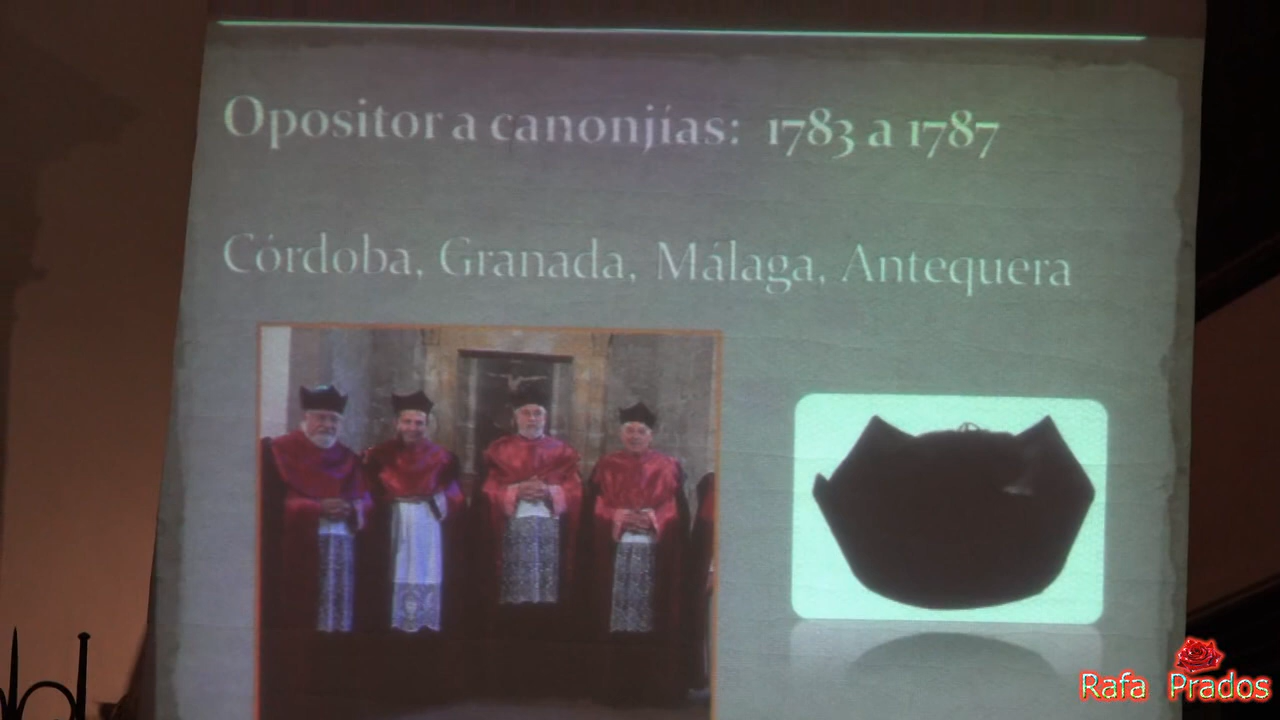 Opositor a canonjías: 1783 a 1787
Córdoba, Granada, Málaga, Antequera
Rafa Prados